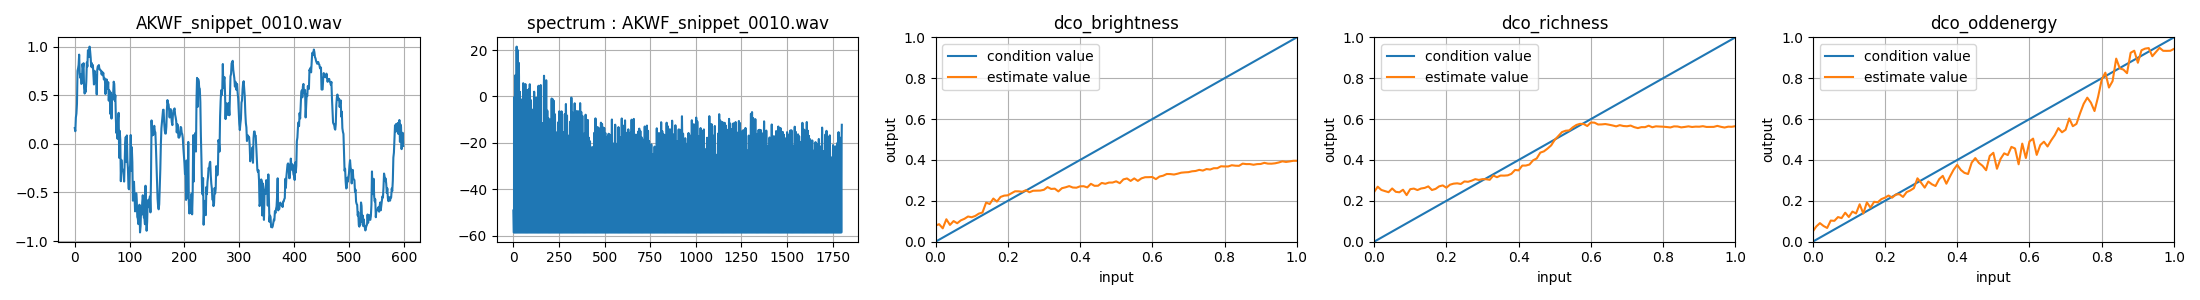 AKWF_snippet_0010.wav
1.0
0.5
0.0
−0.5
−1.0
0 100 200 300 400 500 600
spectrum : AKWF_snippet_0010.wav
20
0
−20
−40
−60
0 250 500 750 1000 1250 1500 1750
dco_brightness
condition value
estimate value
output
1.0
0.8
0.6
0.4
0.2
0.0
0.0 0.2 0.4 0.6 0.8 1.0
input
dco_richness
condition value
estimate value
output
1.0
0.8
0.6
0.4
0.2
0.0
0.0 0.2 0.4 0.6 0.8 1.0
input
dco_oddenergy
condition value
estimate value
output
1.0
0.8
0.6
0.4
0.2
0.0
0.0 0.2 0.4 0.6 0.8 1.0
input